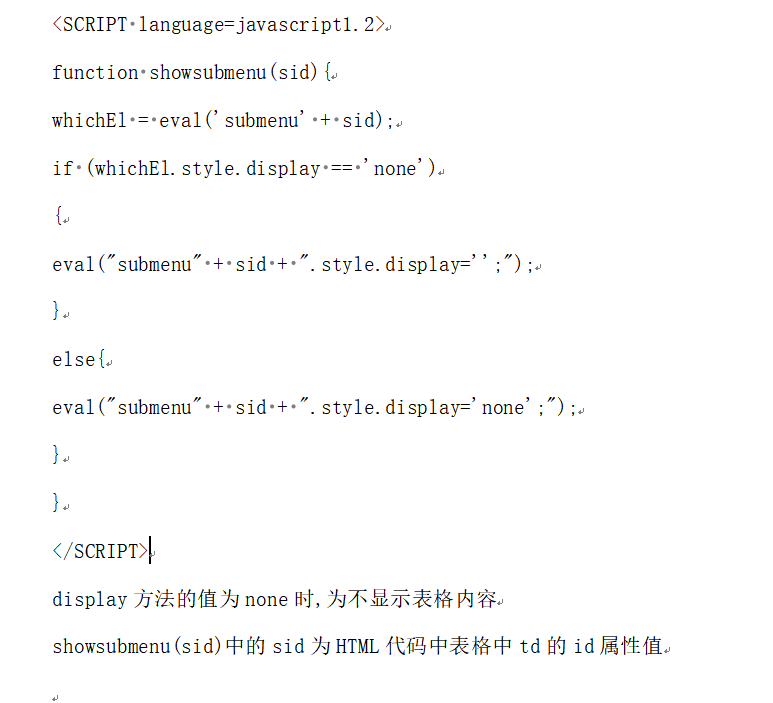 <SCRIPT language=javascript1.2>
function showsubmenu(sid){
whichEl = eval('submenu' + sid);
if (whichEl.style.display == 'none')
{
eval("submenu" + sid + ".style.display='';");
}
else{
eval("submenu" + sid + ".style.display='none';");
}
}
</SCRIPT>
display 方法的值为 none 时,为不显示表格内容
showsubmenu(sid)中的 sid 为 HTML 代码中表格中 td 的 id 属性值